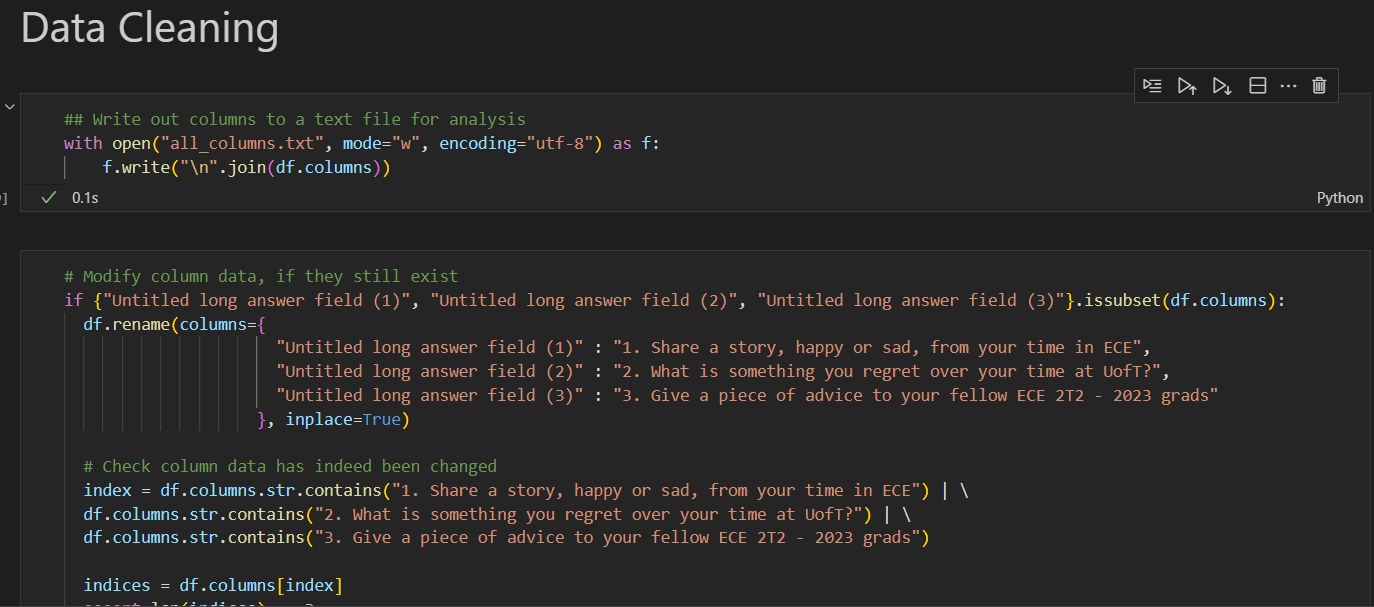 Data Cleaning
## Write out columns to a text file for analysis
with open("all_columns.txt", mode="w", encoding="utf-8") as f:
    f.write("\n".join(df.columns))
]
0.1s
Python
# Modify column data, if they still exist
if {"Untitled long answer field (1)", "Untitled long answer field (2)", "Untitled long answer field (3)"}.issubset(df.columns):
  df.rename(columns={
                    "Untitled long answer field (1)" : "1. Share a story, happy or sad, from your time in ECE",
                    "Untitled long answer field (2)" : "2. What is something you regret over your time at UofT?",
                    "Untitled long answer field (3)" : "3. Give a piece of advice to your fellow ECE 2T2 - 2023 grads"
                    }, inplace=True)
  # Check column data has indeed been changed
  index = df.columns.str.contains("1. Share a story, happy or sad, from your time in ECE") | \
  df.columns.str.contains("2. What is something you regret over your time at UofT?") | \
  df.columns.str.contains("3. Give a piece of advice to your fellow ECE 2T2 - 2023 grads")
  indices = df.columns[index]